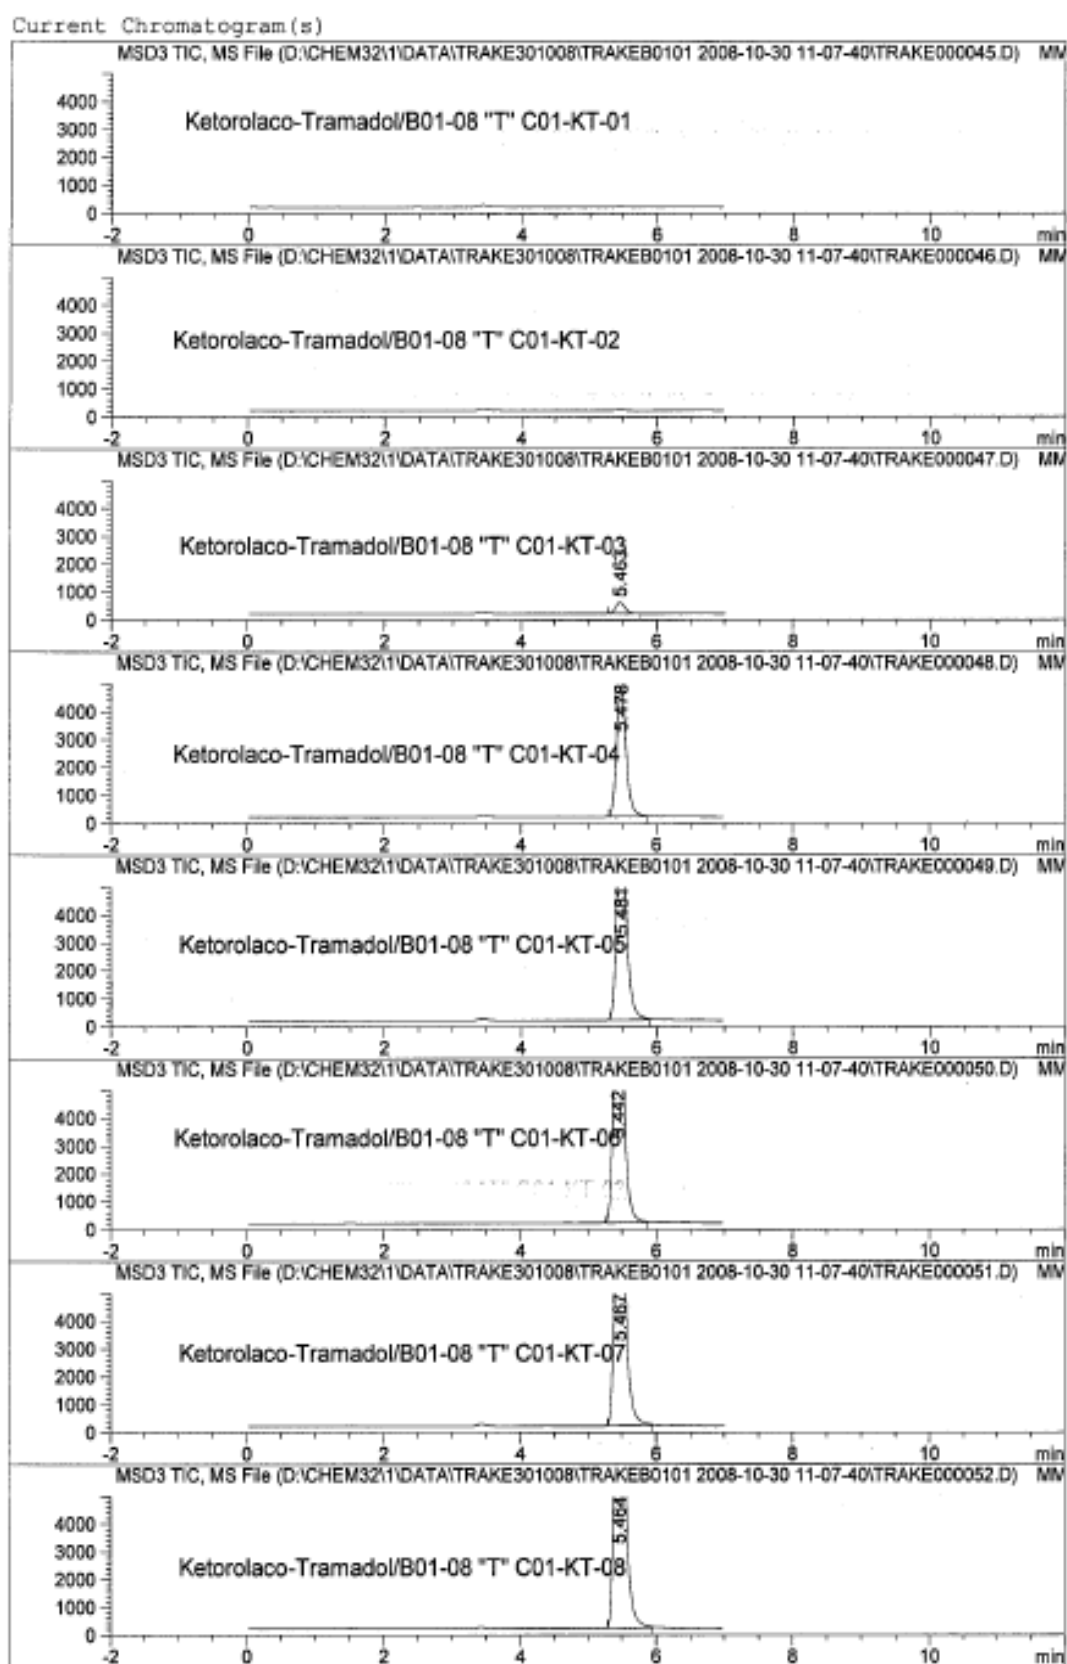 Current Chromatogram(s)
MSD3 TIC, MS File (D:\CHEM32\1\DATA\TRAKE301008\TRAKEB0101 2008-10-30 11-07-40\TRAKE000045.D) MM
Ketorolaco-Tramadol/B01-08 "T" C01-KT-01
4000
3000
2000
1000
0
-2 0 2 4 6 8 10 min
MSD3 TIC, MS File (D:\CHEM32\1\DATA\TRAKE301008\TRAKEB0101 2008-10-30 11-07-40\TRAKE000046.D) MM
Ketorolaco-Tramadol/B01-08 "T" C01-KT-02
4000
3000
2000
1000
0
-2 0 2 4 6 8 10 min
MSD3 TIC, MS File (D:\CHEM32\1\DATA\TRAKE301008\TRAKEB0101 2008-10-30 11-07-40\TRAKE000047.D) MM
Ketorolaco-Tramadol/B01-08 "T" C01-KT-03
5.463
4000
3000
2000
1000
0
-2 0 2 4 6 8 10 min
MSD3 TIC, MS File (D:\CHEM32\1\DATA\TRAKE301008\TRAKEB0101 2008-10-30 11-07-40\TRAKE000048.D) MM
5.478
Ketorolaco-Tramadol/B01-08 "T" C01-KT-04
4000
3000
2000
1000
0
-2 0 2 4 6 8 10 min
MSD3 TIC, MS File (D:\CHEM32\1\DATA\TRAKE301008\TRAKEB0101 2008-10-30 11-07-40\TRAKE000049.D) MM
5.481
Ketorolaco-Tramadol/B01-08 "T" C01-KT-05
4000
3000
2000
1000
0
-2 0 2 4 6 8 10 min
MSD3 TIC, MS File (D:\CHEM32\1\DATA\TRAKE301008\TRAKEB0101 2008-10-30 11-07-40\TRAKE000050.D) MM
5.442
Ketorolaco-Tramadol/B01-08 "T" C01-KT-06
4000
3000
2000
1000
0
-2 0 2 4 6 8 10 min
MSD3 TIC, MS File (D:\CHEM32\1\DATA\TRAKE301008\TRAKEB0101 2008-10-30 11-07-40\TRAKE000051.D) MM
5.467
Ketorolaco-Tramadol/B01-08 "T" C01-KT-07
4000
3000
2000
1000
0
-2 0 2 4 6 8 10 min
MSD3 TIC, MS File (D:\CHEM32\1\DATA\TRAKE301008\TRAKEB0101 2008-10-30 11-07-40\TRAKE000052.D) MM
5.464
Ketorolaco-Tramadol/B01-08 "T" C01-KT-08
4000
3000
2000
1000
0
-2 0 2 4 6 8 10 min